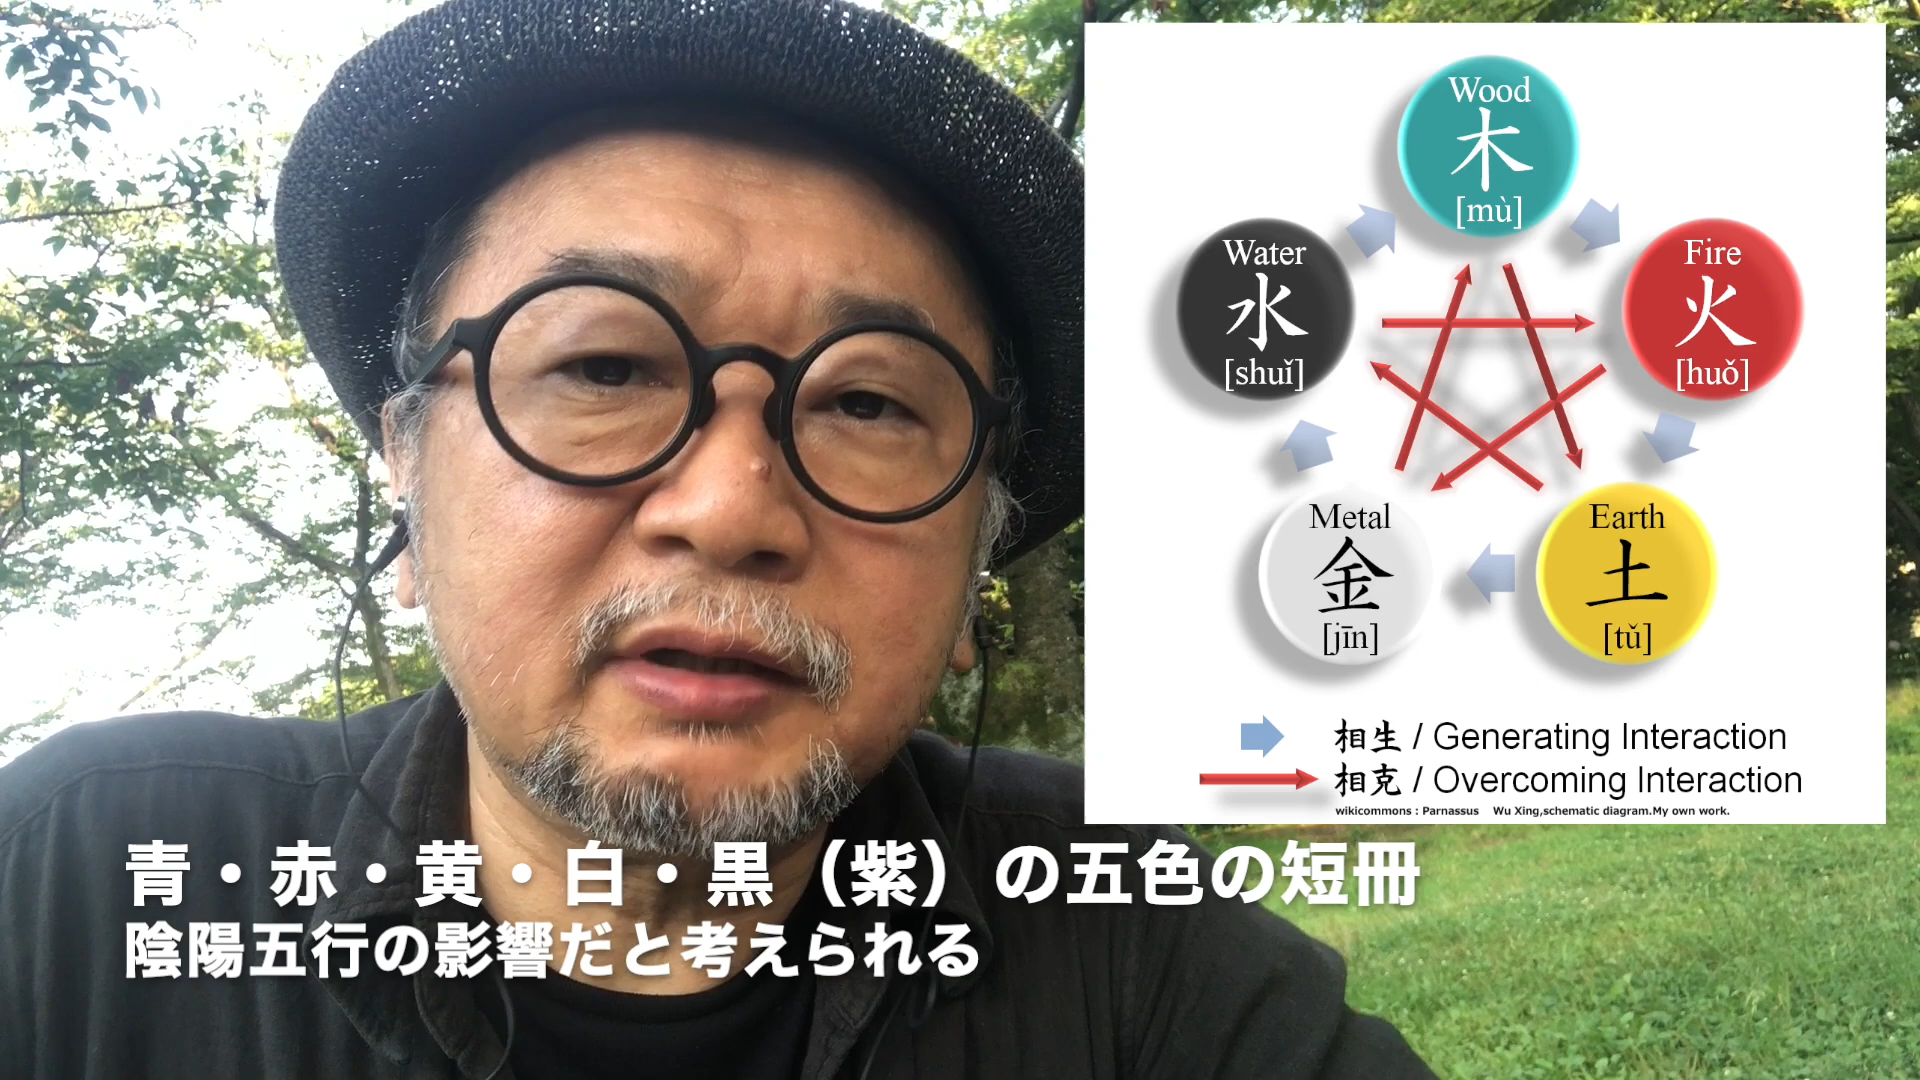 Wood
木
[mù]
Water
水
[shuǐ]
Fire
火
[huǒ]
Metal
金
[jīn]
Earth
土
[tǔ]
相生 / Generating Interaction
相克 / Overcoming Interaction
wikicommons : Parnassus Wu Xing,schematic diagram.My own work.
青・赤・黄・白・黒（紫）の五色の短冊
陰陽五行の影響だと考えられる